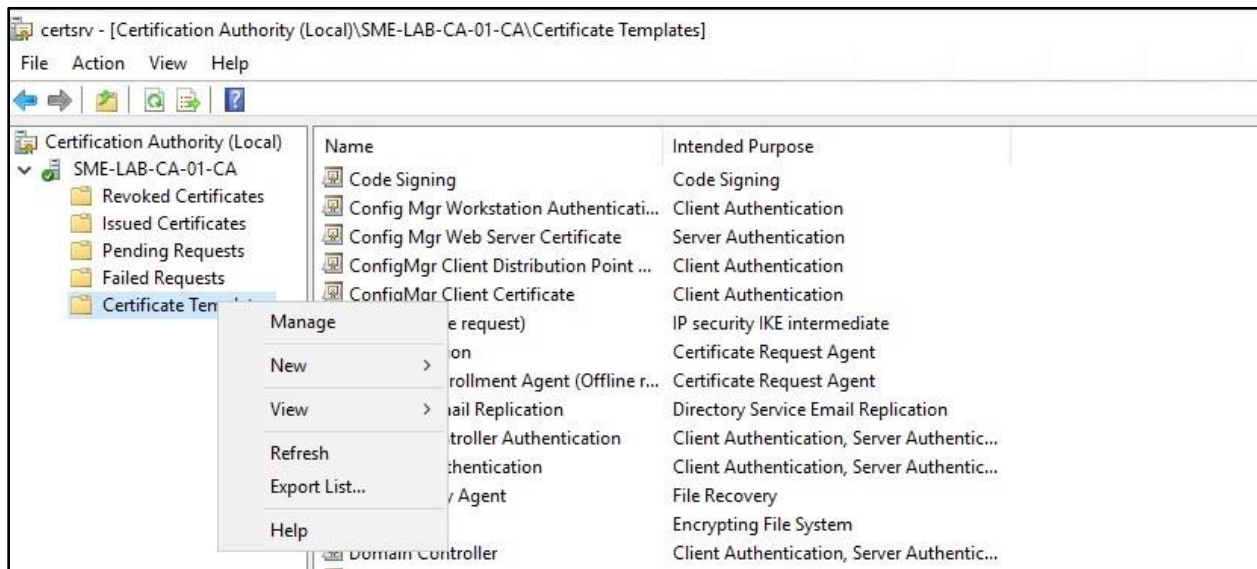 certsrv - [Certification Authority (Local)\SME-LAB-CA-01-CA\Certificate Templates]
File Action View Help
Certification Authority (Local)
SME-LAB-CA-01-CA
Revoked Certificates
Issued Certificates
Pending Requests
Failed Requests
Certificate
Manage
New
View
Refresh
Export List...
Help
Name Intended Purpose
Code Signing Code Signing
Config Mgr Workstation Authenticati... Client Authentication
Config Mgr Web Server Certificate Server Authentication
ConfigMgr Client Distribution Point ... Client Authentication
ConfigMgr Client Certificate Client Authentication
e request) IP security IKE intermediate
on Certificate Request Agent
rollment Agent (Offline r... Certificate Request Agent
ail Replication Directory Service Email Replication
troller Authentication Client Authentication, Server Authentic...
thentication Client Authentication, Server Authentic...
Agent File Recovery
Encrypting File System
Domain Controller Client Authentication, Server Authentic...